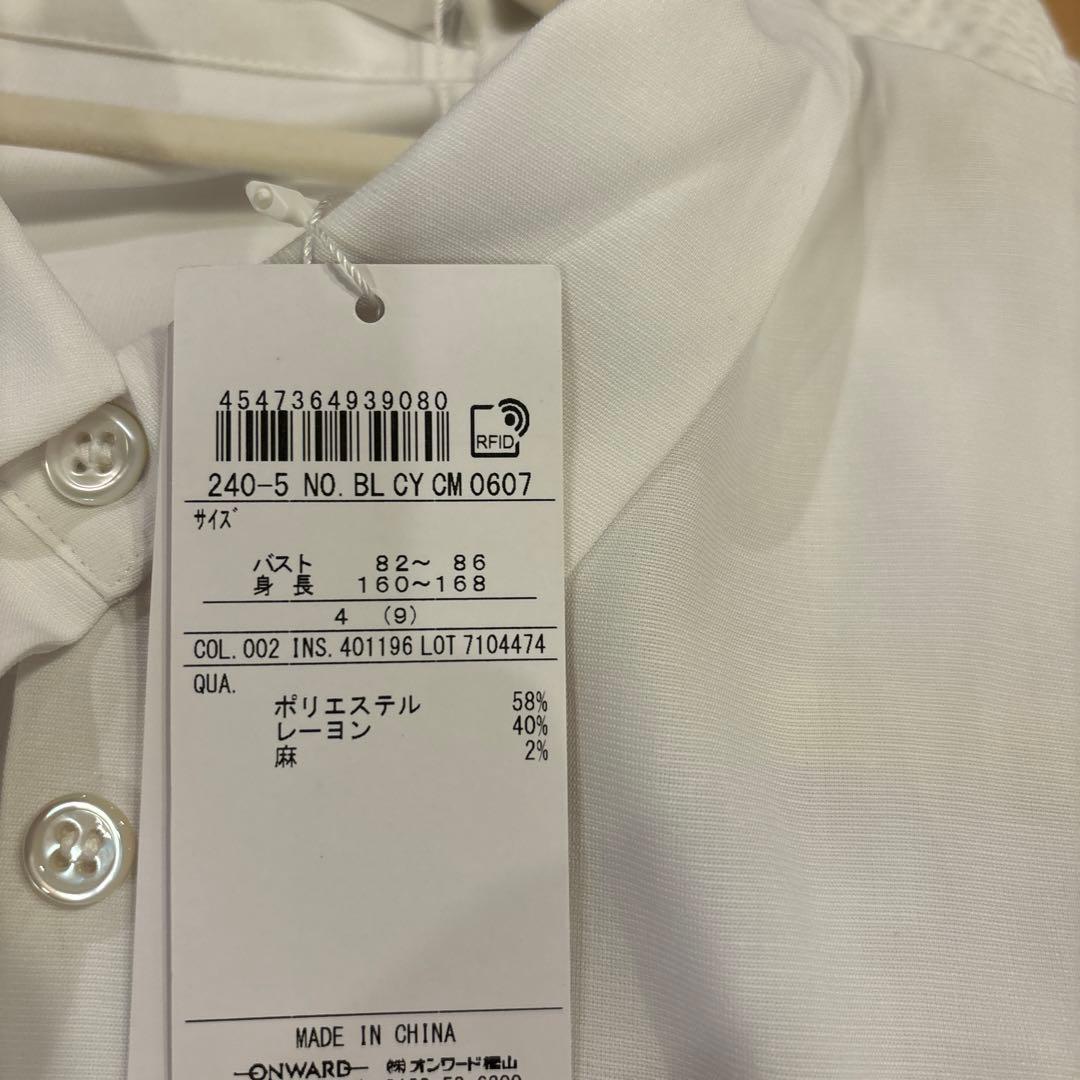 4547364939080
RFID
240-5 NO. BL CY CM 0607
サイズ
バスト 82～ 86
身 長 160～168
4 (9)
COL. 002 INS. 401196 LOT 7104474
QUA.
ポリエステル 58%
レーヨン 40%
麻 2%
MADE IN CHINA
ONWARD ㈱オンワード樫山